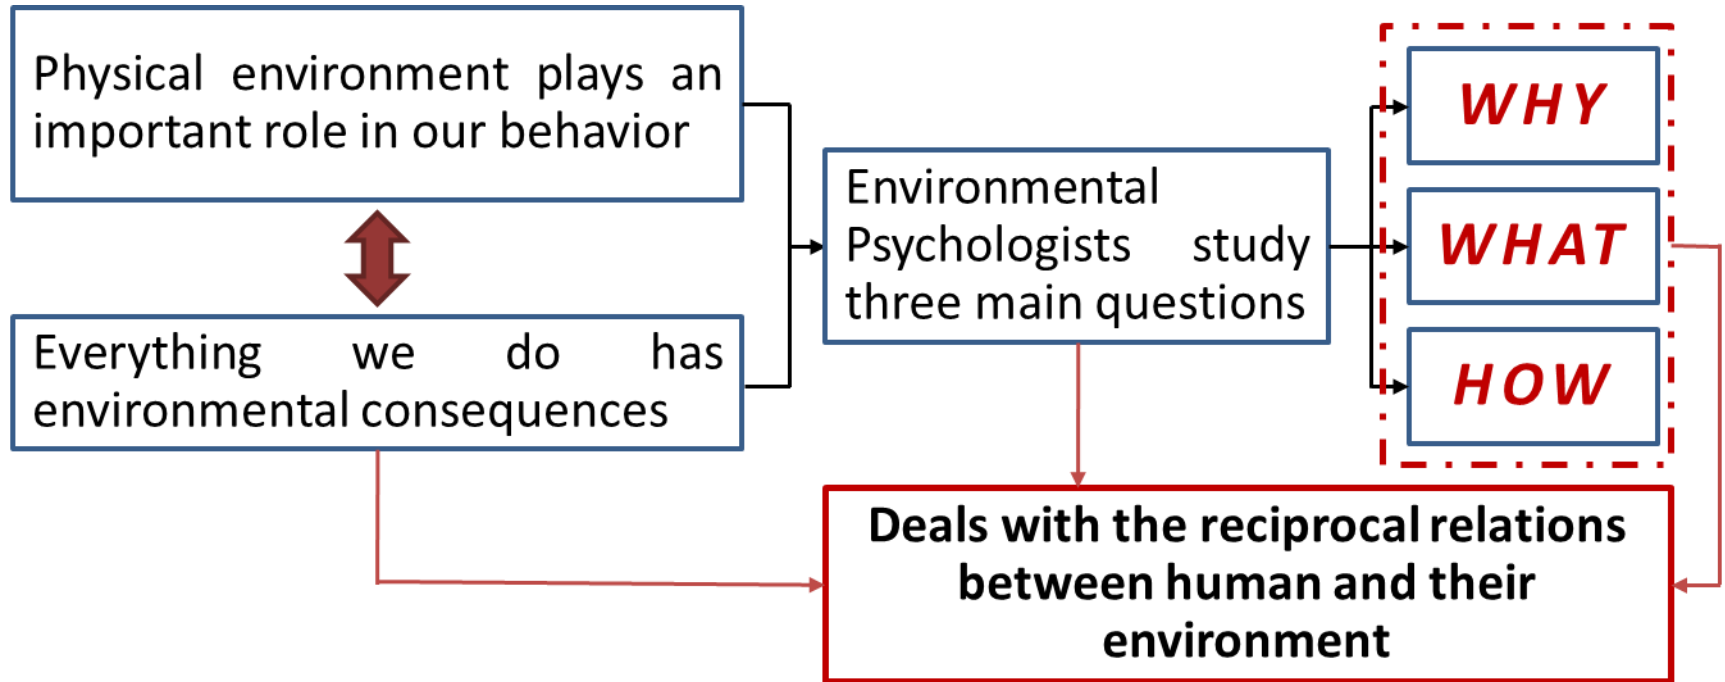 Physical environment plays an
important role in our behavior
Everything we do has
environmental consequences
Environmental
Psychologists study
three main questions
WHY
WHAT
HOW
Deals with the reciprocal relations
between human and their
environment